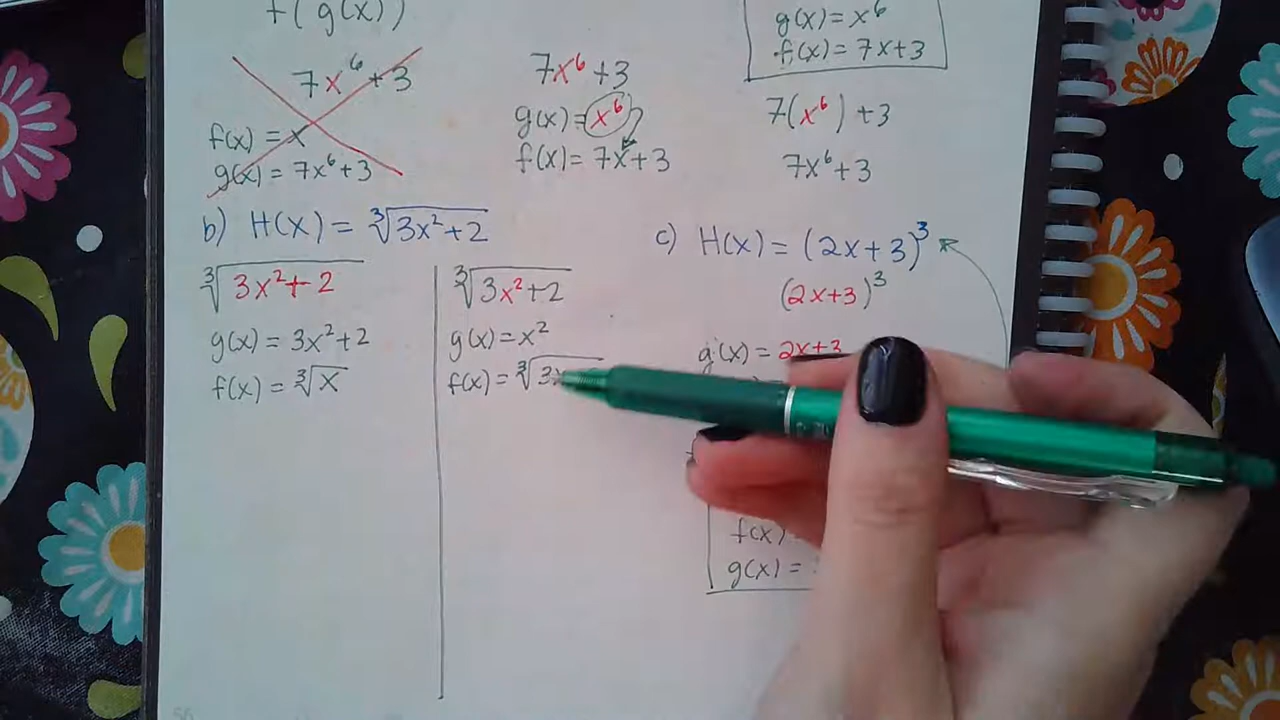 f(g(x))
7x⁶+3
f(x) = x
g(x) = 7x⁶+3
7x⁶+3
g(x)= x⁶
f(x)= 7x+3
g(x)= x⁶
f(x)= 7x+3
7(x⁶) +3
7x⁶+3
b) H(x) = ∛(3x²+2)
∛(3x²+2)
g(x)= 3x²+2
f(x)= ∛x
∛(3x²+2)
g(x)= x²
f(x)= ∛3x
c) H(x) = (2x+3)³
(2x+3)³
g(x) = 2x+3
f(x)
g(x) =